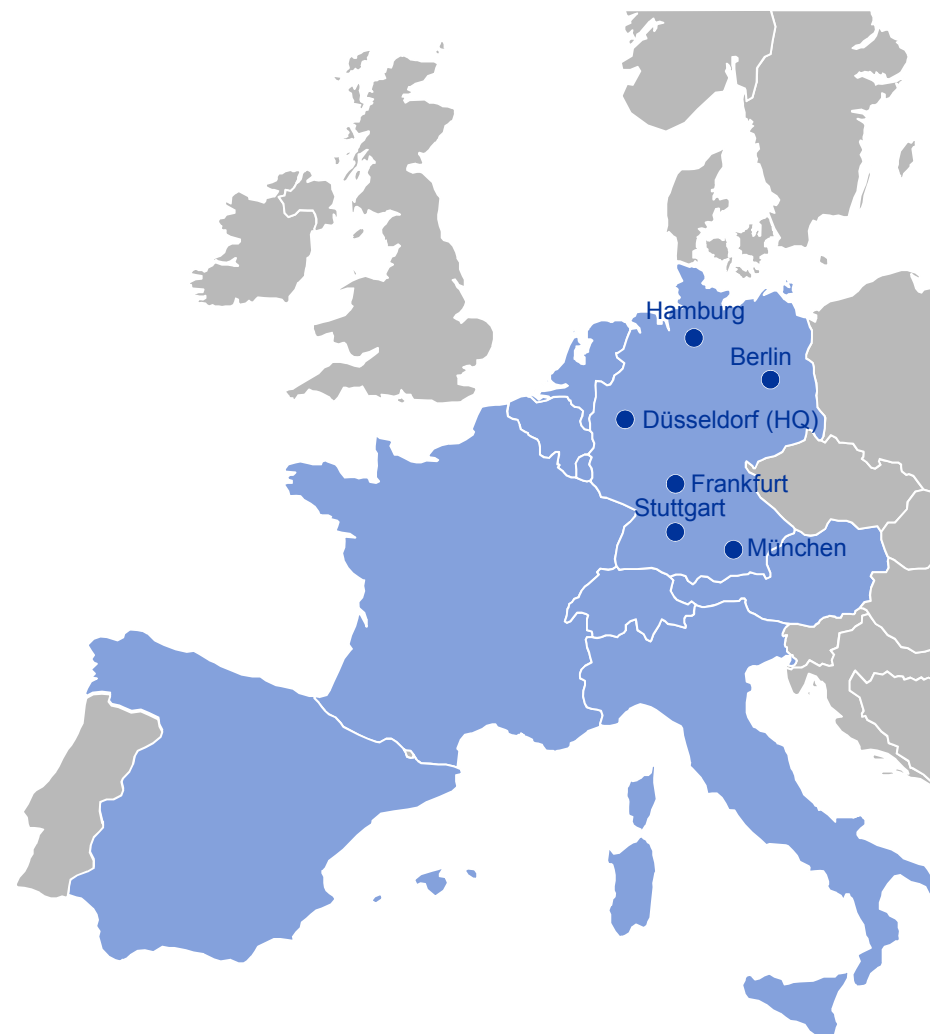 Hamburg
Berlin
Düsseldorf (HQ)
Frankfurt
Stuttgart
München